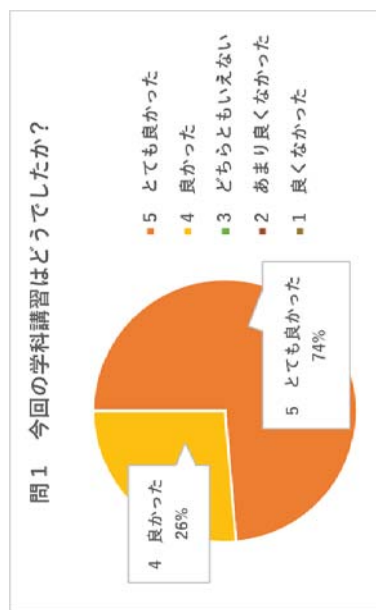 問1 今回の学科講習はどうでしたか？
4 良かった
26%
5 とても良かった
74%
5 とても良かった
4 良かった
3 どちらともいえない
2 あまり良くなかった
1 良くなかった